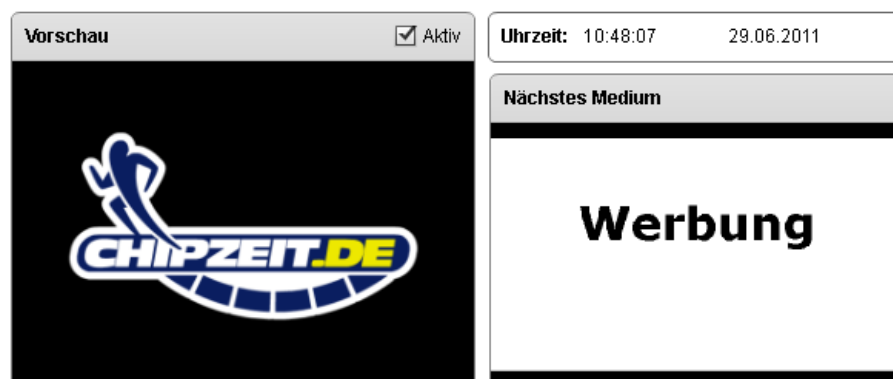 Vorschau
Aktiv
CHIPZEIT.DE
Uhrzeit: 10:48:07 29.06.2011
Nächstes Medium
Werbung